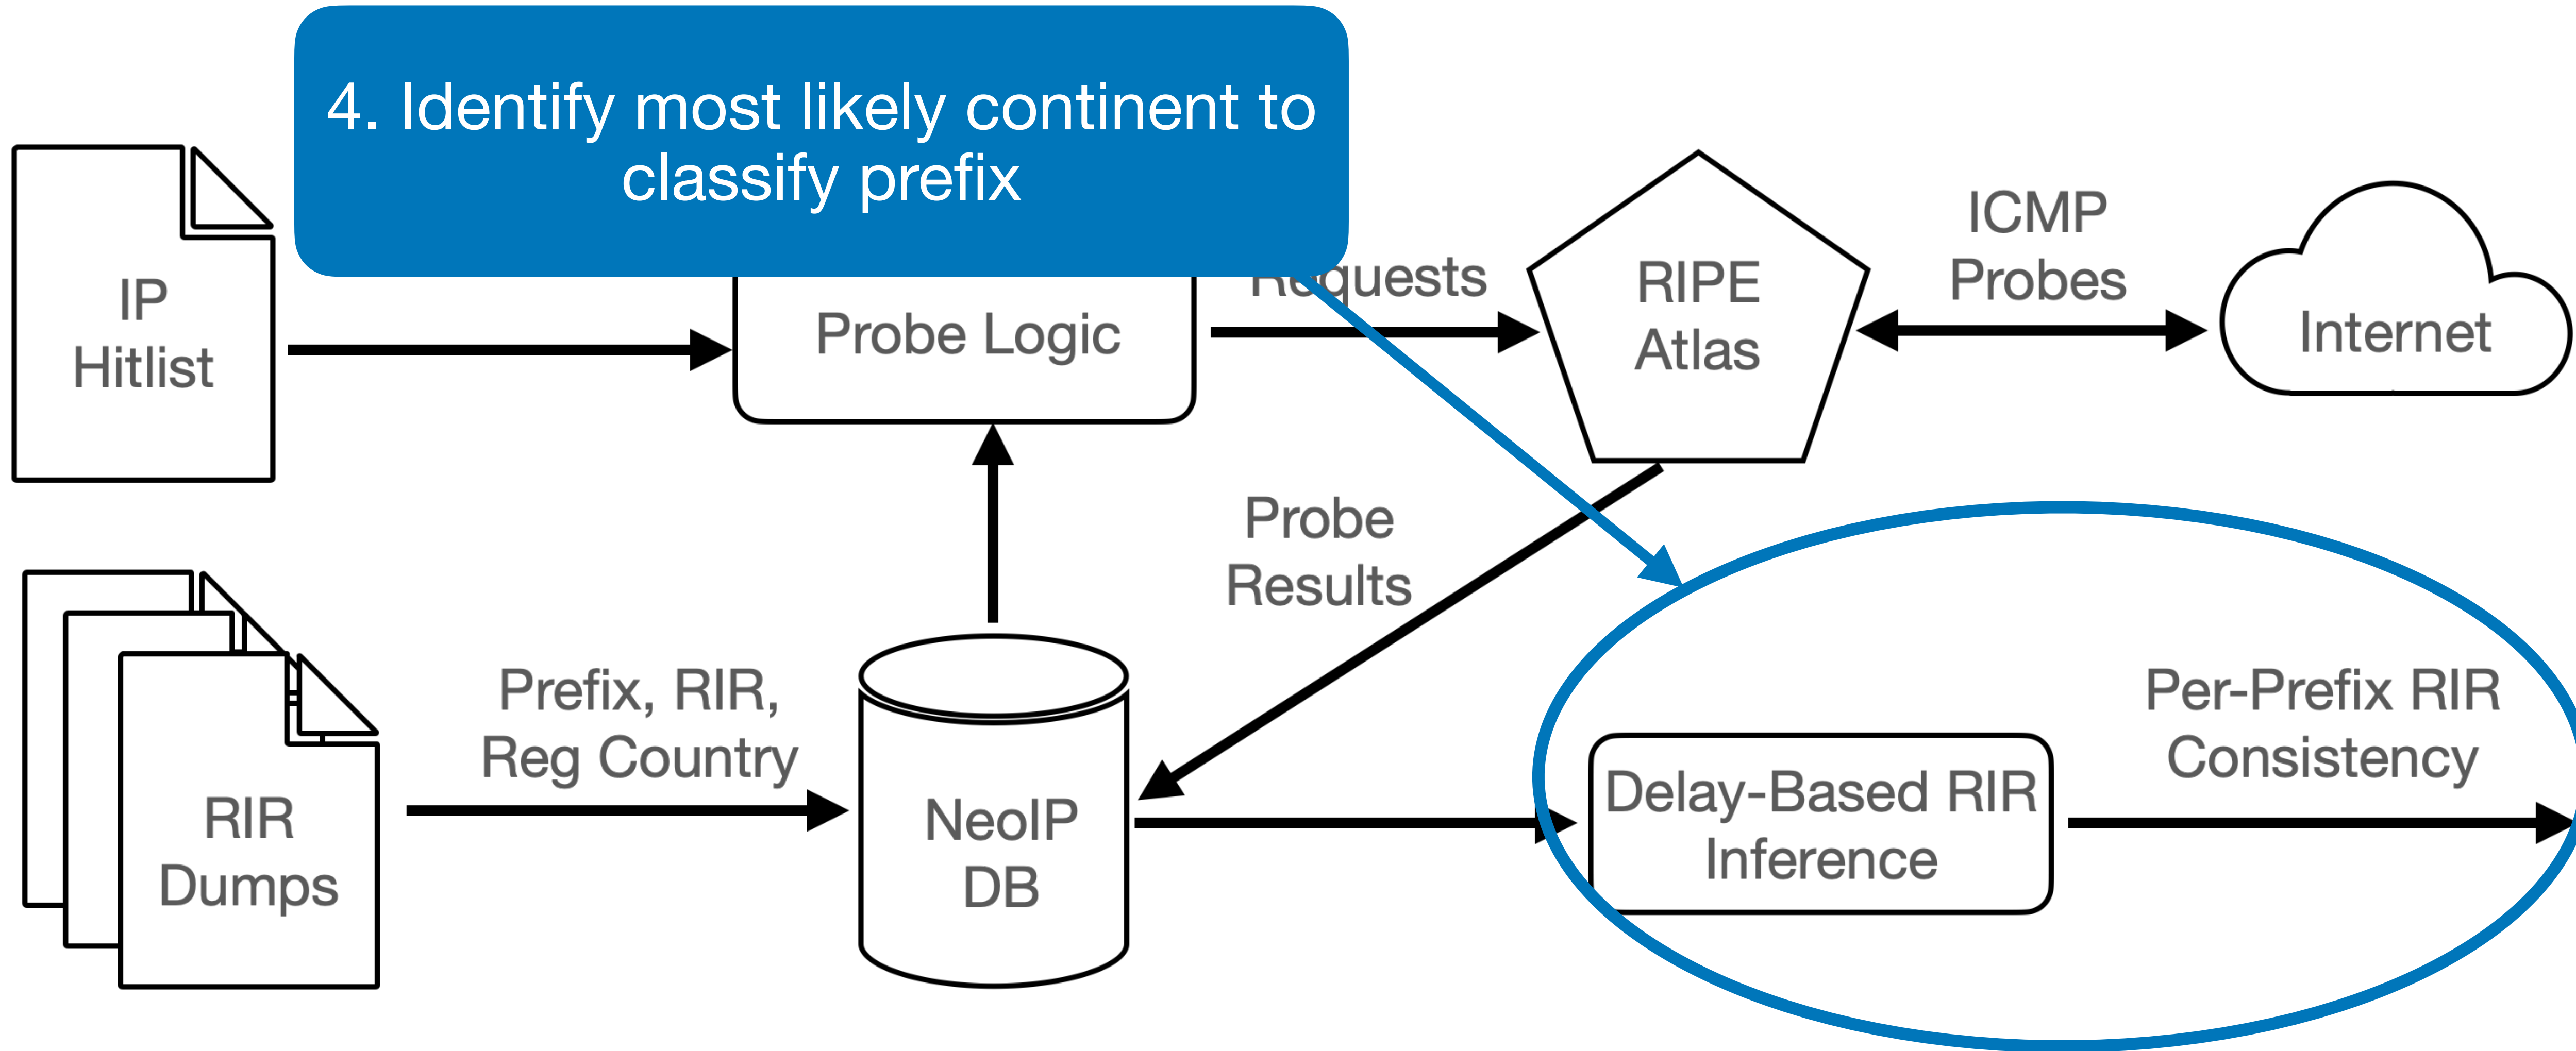 4. Identify most likely continent to
classify prefix
IP
Hitlist
Probe Logic
Requests
RIPE
Atlas
ICMP
Probes
Internet
Probe
Results
RIR
Dumps
Prefix, RIR,
Reg Country
NeoIP
DB
Delay-Based RIR
Inference
Per-Prefix RIR
Consistency